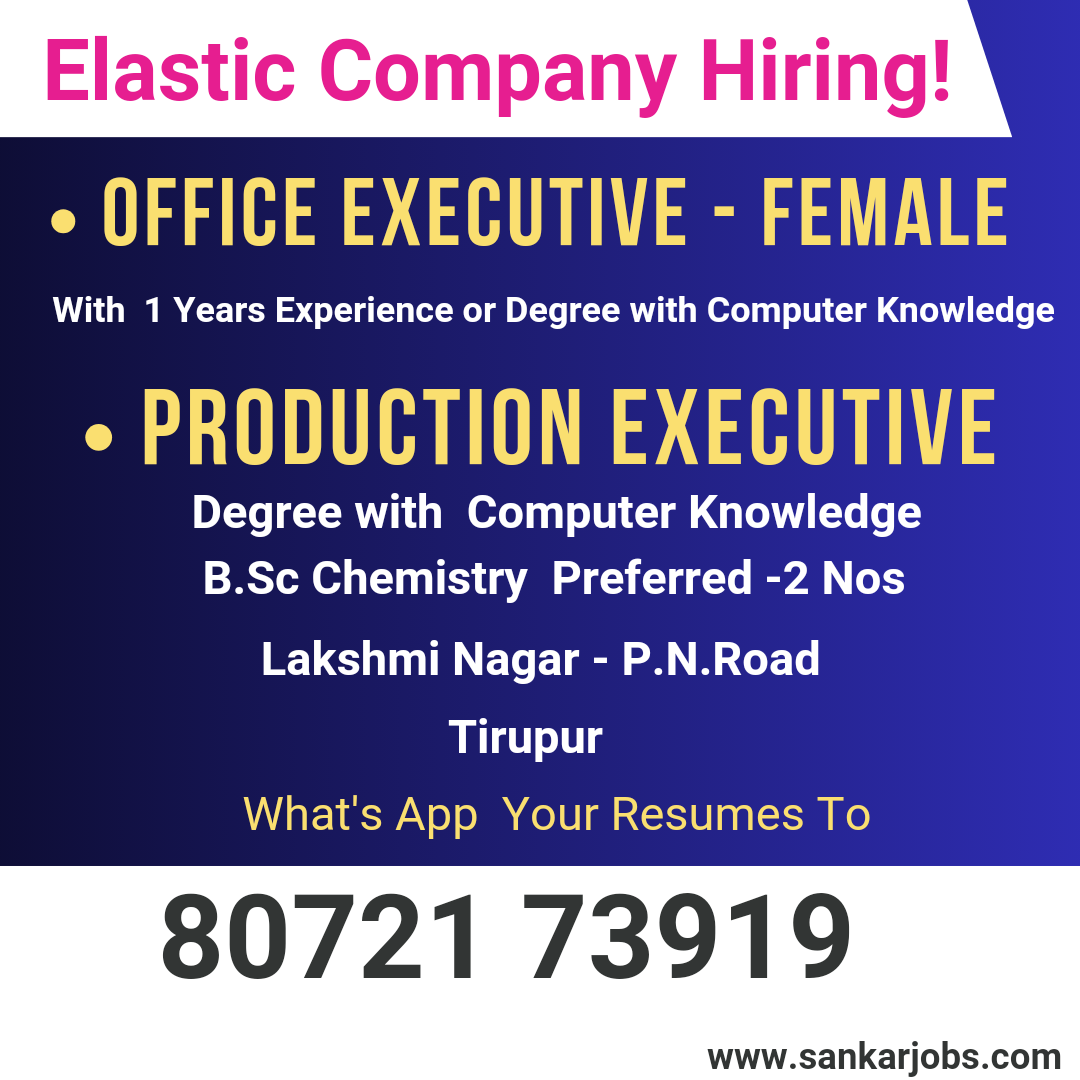 Elastic Company Hiring!
• OFFICE EXECUTIVE - FEMALE
With 1 Years Experience or Degree with Computer Knowledge
• PRODUCTION EXECUTIVE
Degree with Computer Knowledge
B.Sc Chemistry Preferred -2 Nos
Lakshmi Nagar - P.N.Road
Tirupur
What's App Your Resumes To
80721 73919
www.sankarjobs.com